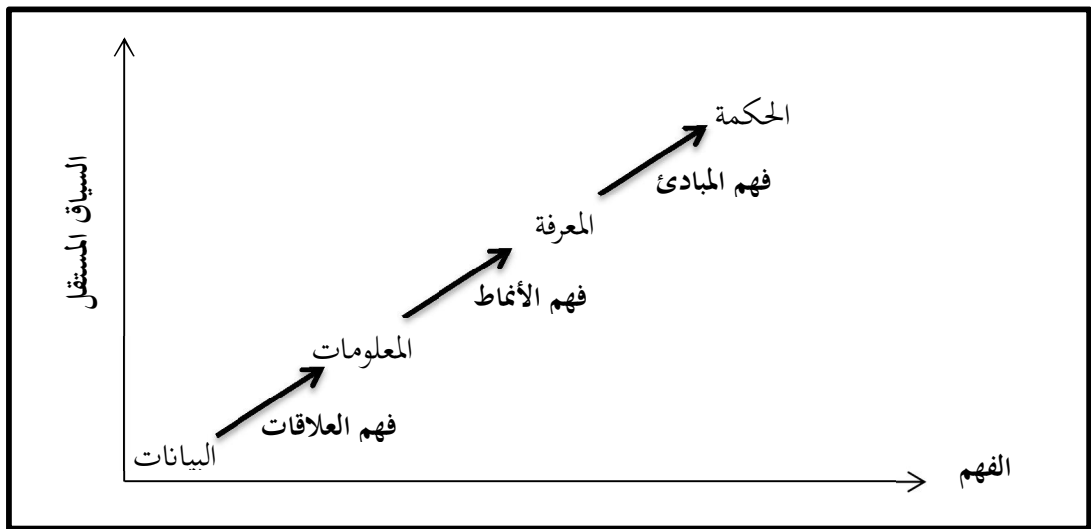 الحكمة
فهم المبادئ
السياق المستقل
المعرفة
فهم الأنماط
المعلومات
فهم العلاقات
البيانات
الفهم